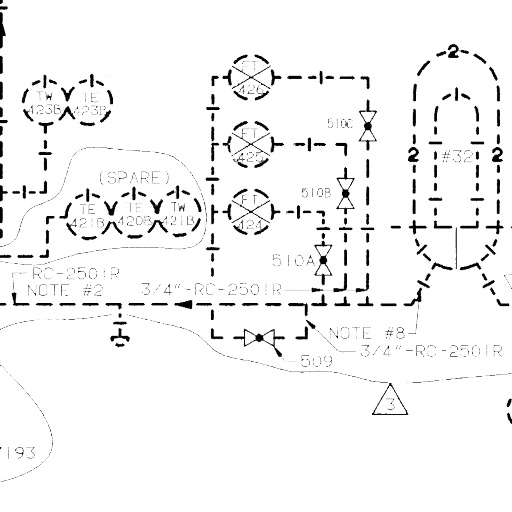 2
FT
426
TW
423B
IE
423B
510C
FT
425
2
#32
2
(SPARE)
510B
TE
421B
IE
420B
TW
421B
FT
424
510A
RC-2501R
NOTE #2
3/4"-RC-2501R
NOTE #8
3/4"-RC-2501R
509
3
7193